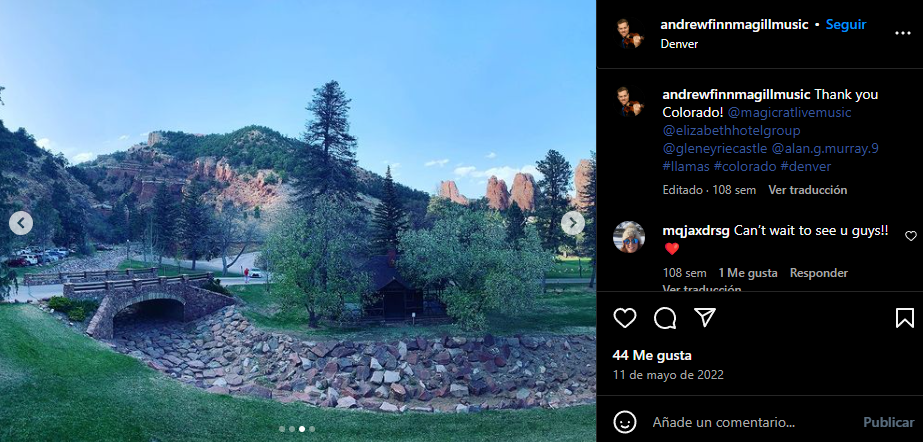 andrewfinnmagillmusic • Seguir
Denver
andrewfinnmagillmusic Thank you
Colorado! @magicratlivemusic
@elizabethhotelgroup
@gleneyriecastle @alan.g.murray.9
#llamas #colorado #denver
Editado · 108 sem Ver traducción
mqjaxdrsg Can't wait to see u guys!!
❤️
108 sem 1 Me gusta Responder
Ver traducción
44 Me gusta
11 de mayo de 2022
Añade un comentario... Publicar